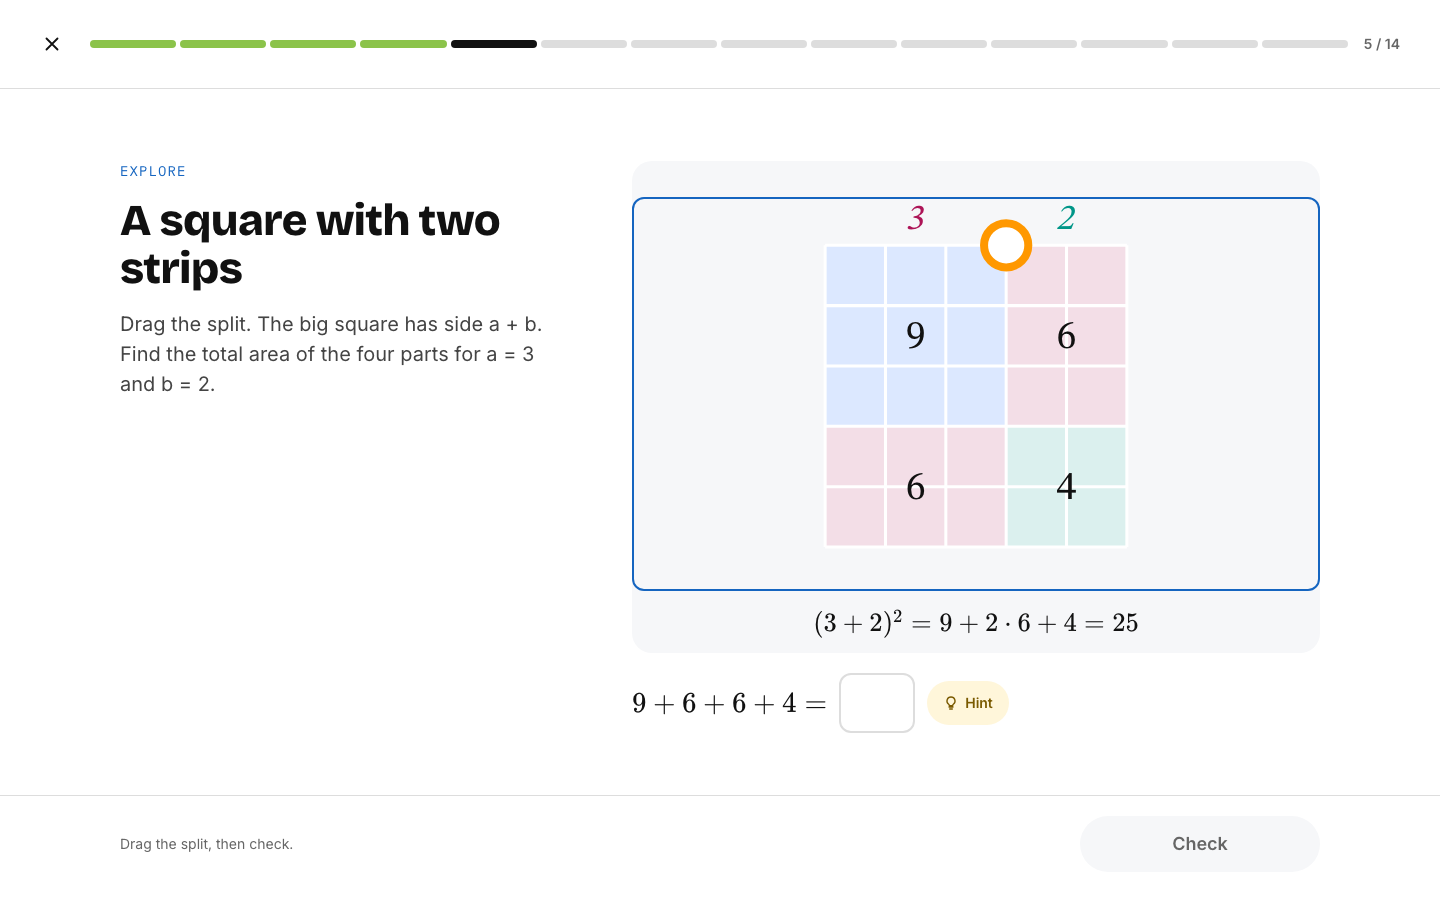 5 / 14
EXPLORE
A square with two
strips
Drag the split. The big square has side a + b.
Find the total area of the four parts for a = 3
and b = 2.
3 2
9 6
6 4
(3 + 2)² = 9 + 2 · 6 + 4 = 25
9 + 6 + 6 + 4 =
Hint
Drag the split, then check.
Check